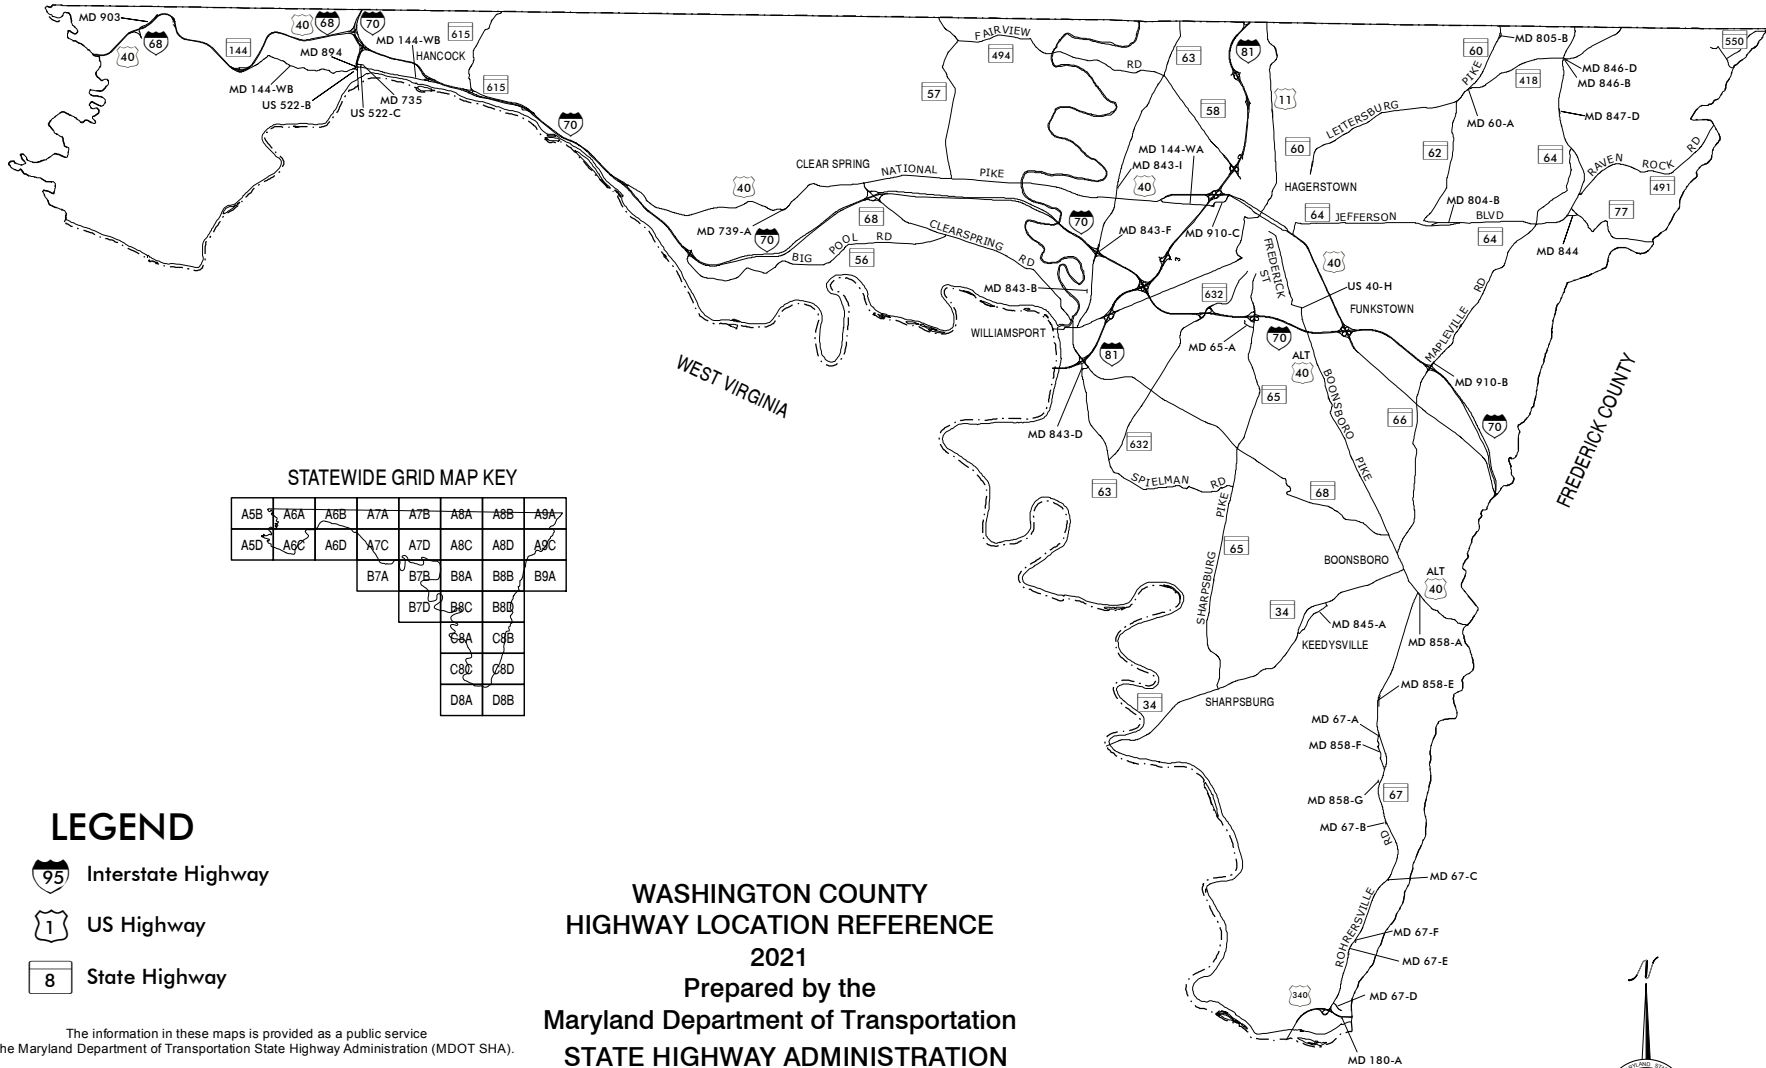 MD 903
40
68
144
40
68
70
MD 894
MD 144-WB
HANCOCK
615
MD 144-WB
US 522-B
MD 735
US 522-C
615
70
FAIRVIEW
494
RD
63
81
57
58
11
60
MD 805-B
550
PIKE
418
MD 846-D
MD 846-B
LEITERSBURG
MD 60-A
MD 847-D
60
62
64
RAVEN ROCK RD
491
CLEAR SPRING
NATIONAL PIKE
MD 144-WA
MD 843-I
40
40
HAGERSTOWN
MD 804-B
64
JEFFERSON BLVD
77
68
MD 739-A
70
BIG POOL RD
56
CLEARSPRING RD
70
MD 843-F
MD 910-C
64
MD 844
FREDERICK ST
40
MD 843-B
632
US 40-H
FUNKSTOWN
WILLIAMSPORT
MAPLEVILLE RD
81
MD 65-A
70
ALT
40
MD 910-B
WEST VIRGINIA
65
BOONSBORO PIKE
66
70
FREDERICK COUNTY
MD 843-D
632
63
SPIELMAN RD
68
SHARPSBURG PIKE
65
BOONSBORO
ALT
40
34
MD 845-A
KEEDYSVILLE
MD 858-A
MD 858-E
34
SHARPSBURG
MD 67-A
MD 858-F
MD 858-G
67
MD 67-B
RD
MD 67-C
ROHRERSVILLE
MD 67-F
MD 67-E
340
MD 67-D
MD 180-A
STATEWIDE GRID MAP KEY
A5B A6A A6B A7A A7B A8A A8B A9A
A5D A6C A6D A7C A7D A8C A8D A9C
B7A B7B B8A B8B B9A
B7D B8C B8D
C8A C8B
C8C C8D
D8A D8B
LEGEND
95 Interstate Highway
1 US Highway
8 State Highway
The information in these maps is provided as a public service
he Maryland Department of Transportation State Highway Administration (MDOT SHA).
WASHINGTON COUNTY
HIGHWAY LOCATION REFERENCE
2021
Prepared by the
Maryland Department of Transportation
STATE HIGHWAY ADMINISTRATION
N